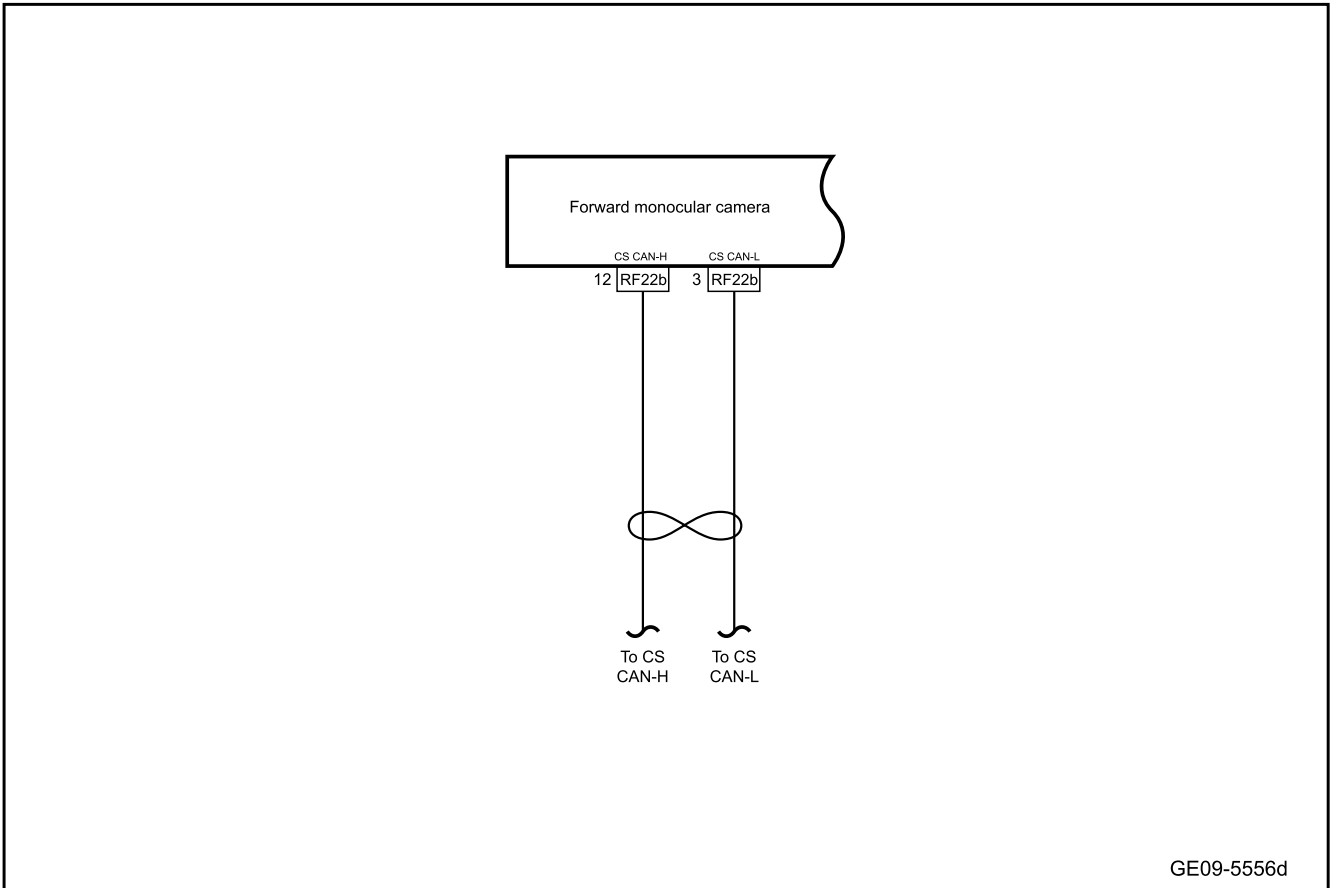 Forward monocular camera
CS CAN-H CS CAN-L
12 RF22b 3 RF22b
To CS To CS
CAN-H CAN-L
GE09-5556d